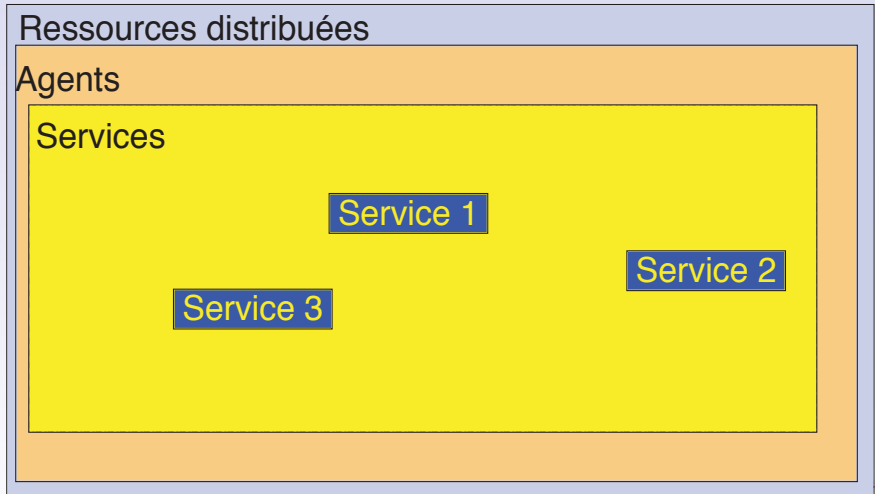 Ressources distribuées
Agents
Services
Service 1
Service 2
Service 3